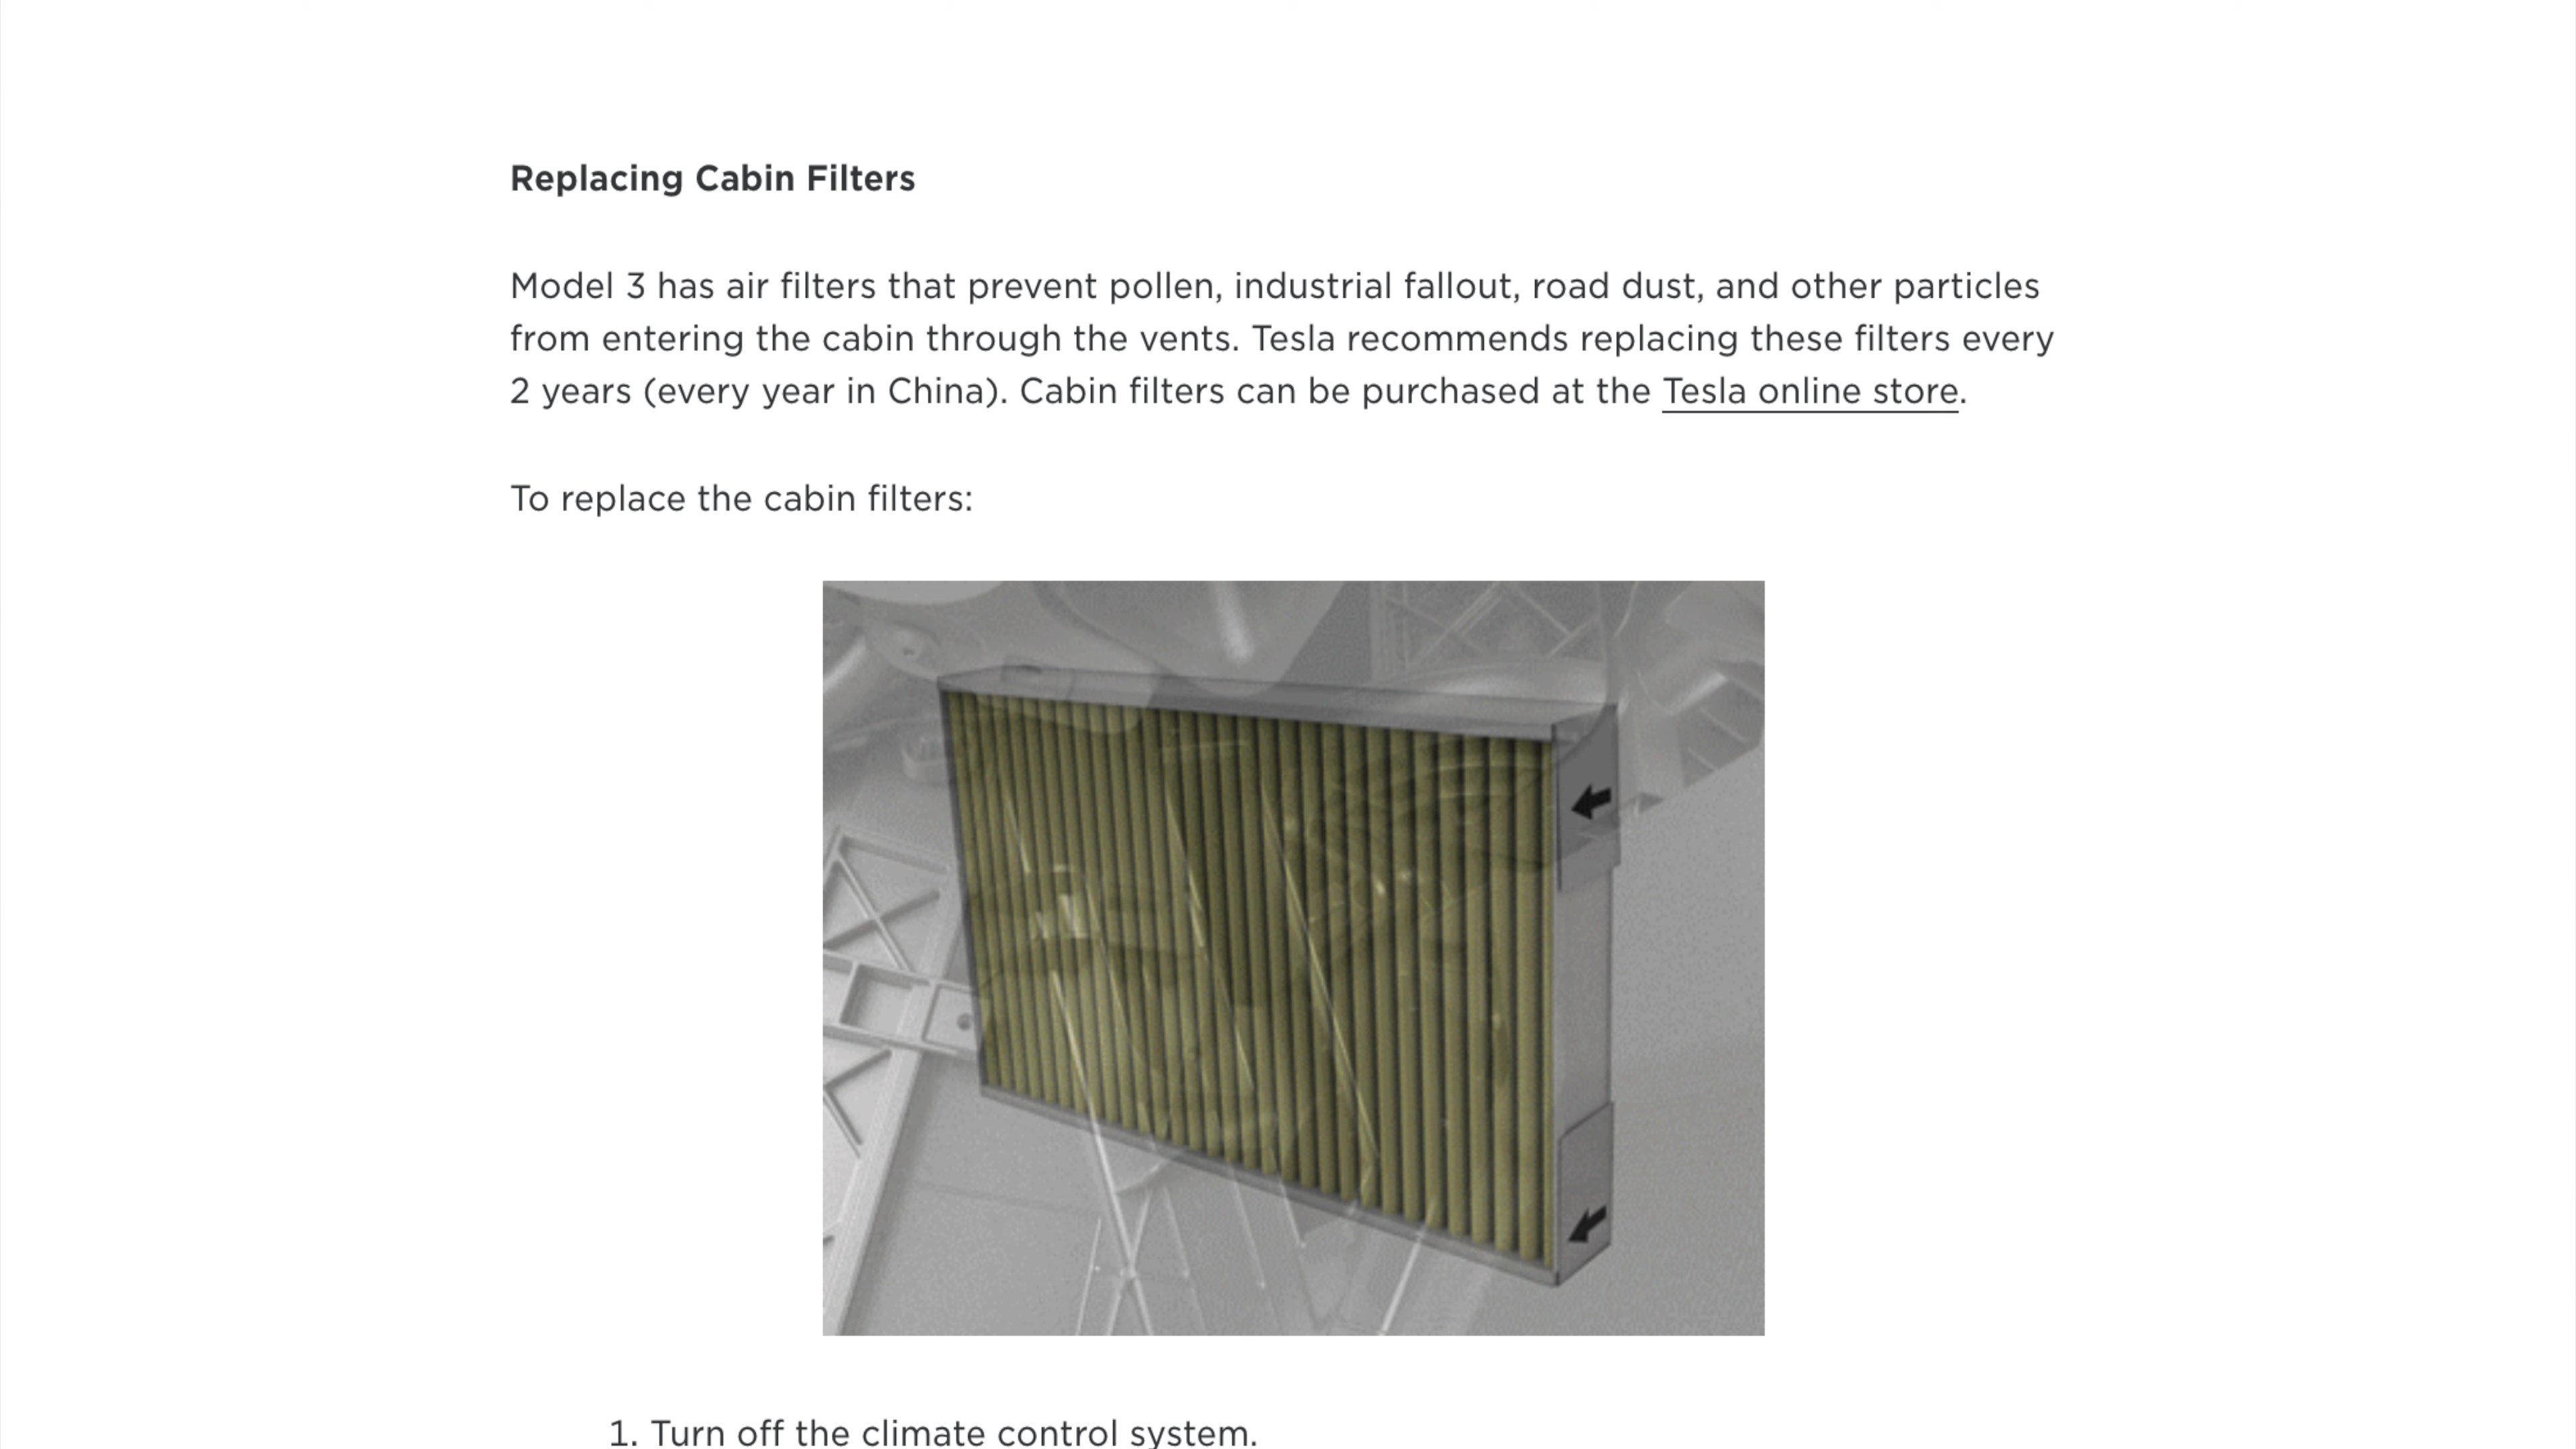 Replacing Cabin Filters
Model 3 has air filters that prevent pollen, industrial fallout, road dust, and other particles
from entering the cabin through the vents. Tesla recommends replacing these filters every
2 years (every year in China). Cabin filters can be purchased at the Tesla online store.
To replace the cabin filters:
1. Turn off the climate control system.